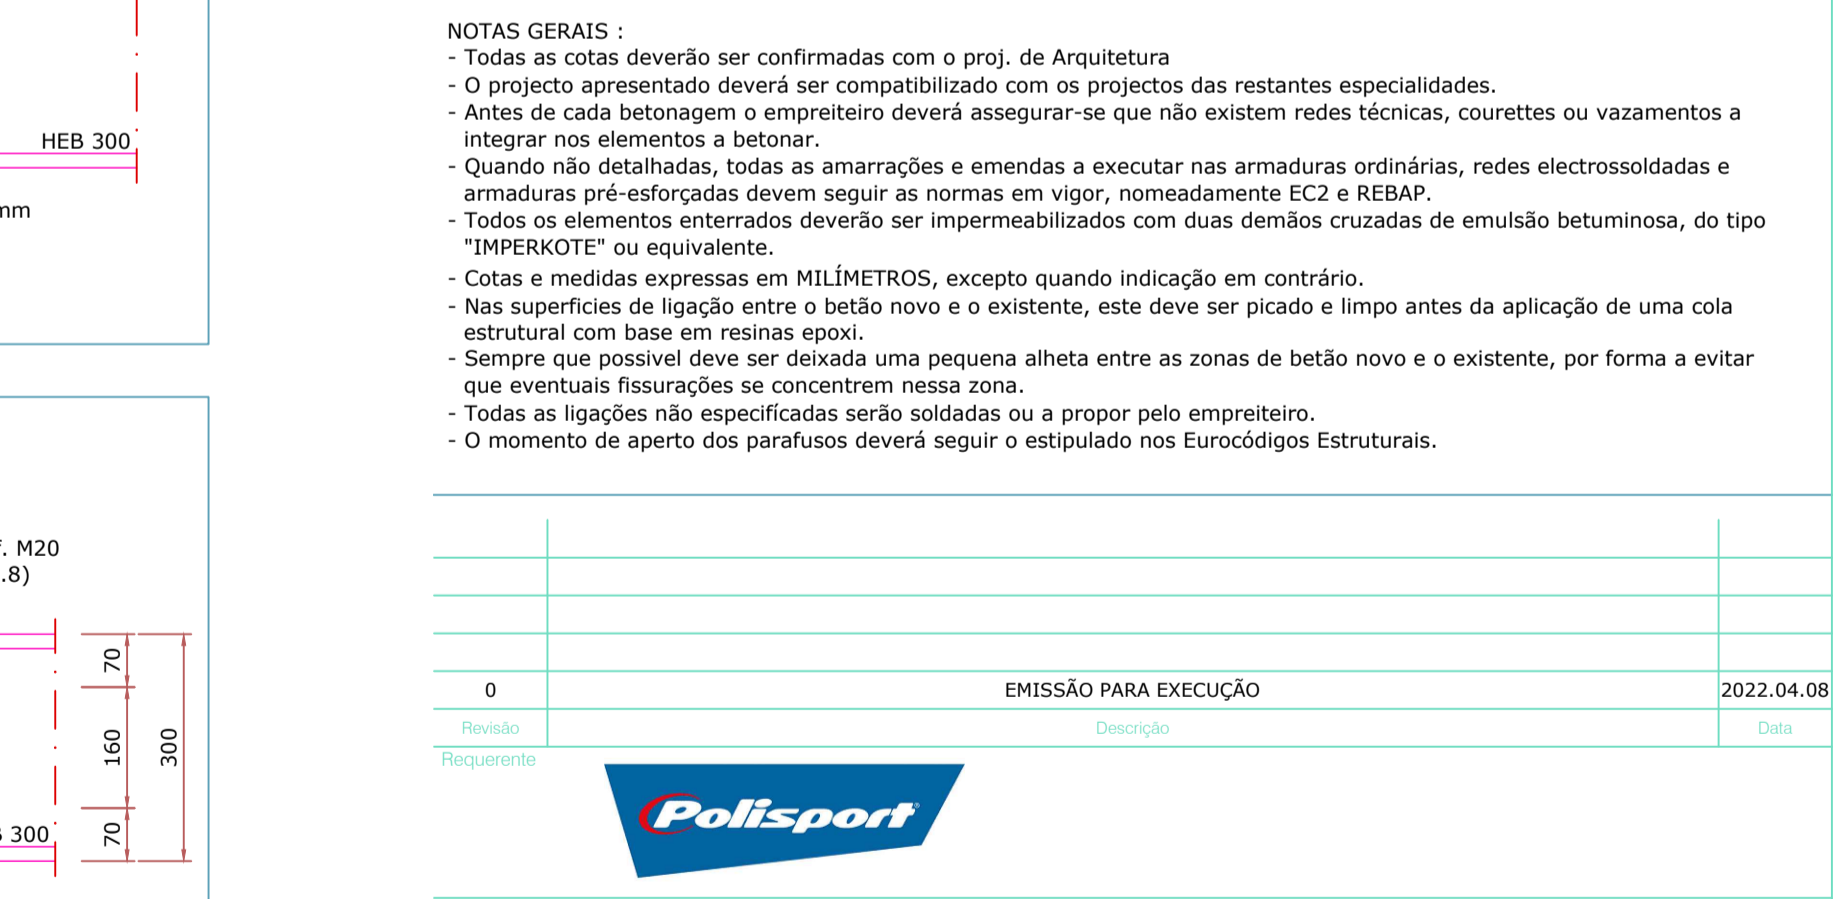 HEB 300
mm
. M20
.8)
70
160
300
70
300
NOTAS GERAIS :
- Todas as cotas deverão ser confirmadas com o proj. de Arquitetura
- O projecto apresentado deverá ser compatibilizado com os projectos das restantes especialidades.
- Antes de cada betonagem o empreiteiro deverá assegurar-se que não existem redes técnicas, courettes ou vazamentos a
integrar nos elementos a betonar.
- Quando não detalhadas, todas as amarrações e emendas a executar nas armaduras ordinárias, redes electrossoldadas e
armaduras pré-esforçadas devem seguir as normas em vigor, nomeadamente EC2 e REBAP.
- Todos os elementos enterrados deverão ser impermeabilizados com duas demãos cruzadas de emulsão betuminosa, do tipo
"IMPERKOTE" ou equivalente.
- Cotas e medidas expressas em MILÍMETROS, excepto quando indicação em contrário.
- Nas superficies de ligação entre o betão novo e o existente, este deve ser picado e limpo antes da aplicação de uma cola
estrutural com base em resinas epoxi.
- Sempre que possivel deve ser deixada uma pequena alheta entre as zonas de betão novo e o existente, por forma a evitar
que eventuais fissurações se concentrem nessa zona.
- Todas as ligações não especifícadas serão soldadas ou a propor pelo empreiteiro.
- O momento de aperto dos parafusos deverá seguir o estipulado nos Eurocódigos Estruturais.
0 EMISSÃO PARA EXECUÇÃO 2022.04.08
Revisão Descrição Data
Requerente
Polisport®